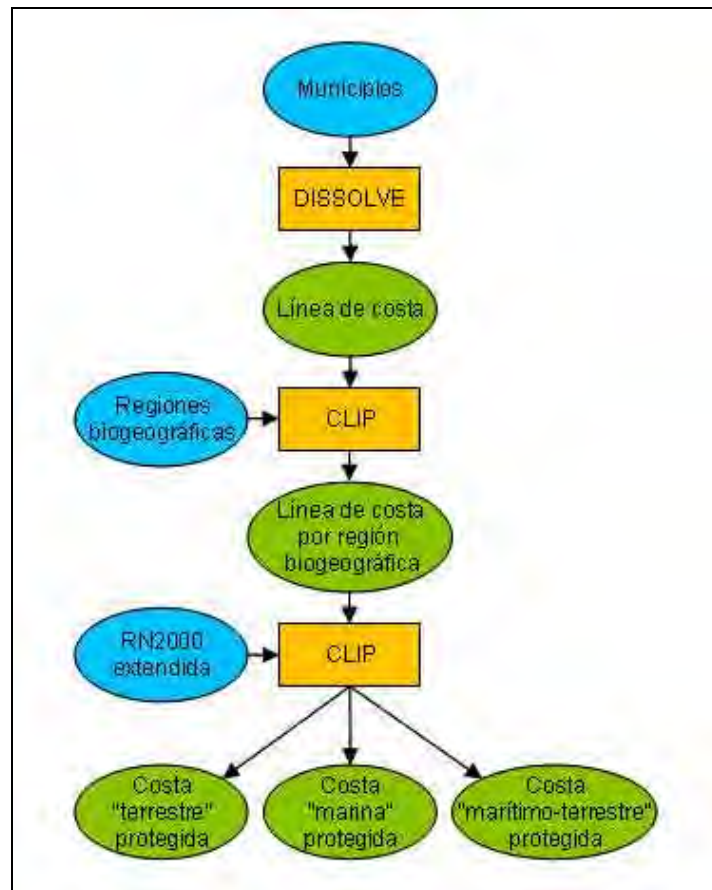 Municipios
DISSOLVE
Línea de costa
Regiones
biogeográficas
CLIP
Línea de costa
por región
biogeográfica
RN2000
extendida
CLIP
Costa
"terrestre"
protegida
Costa
"marina"
protegida
Costa
"marítimo-terrestre"
protegida